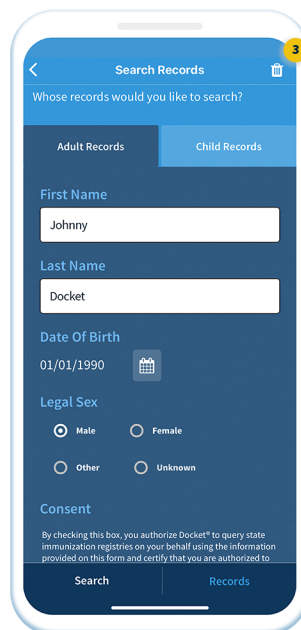 3
Search Records
Whose records would you like to search?
Adult Records
Child Records
First Name
Johnny
Last Name
Docket
Date Of Birth
01/01/1990
Legal Sex
Male
Female
Other
Unknown
Consent
By checking this box, you authorize Docket® to query state
immunization registries on your behalf using the information
provided on this form and certify that you are authorized to
Search
Records